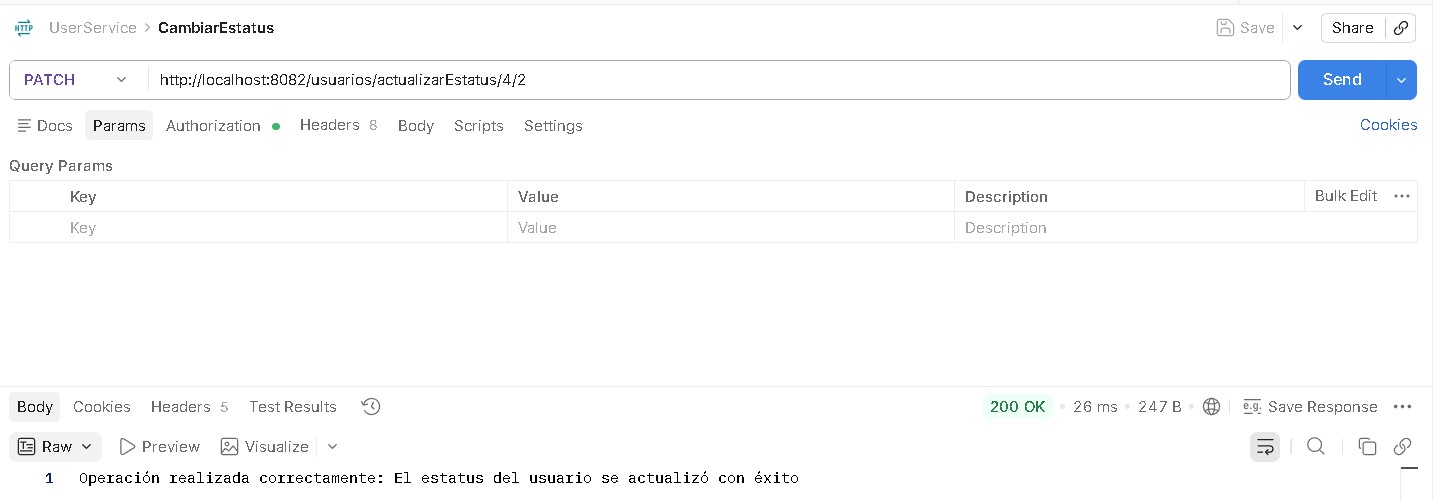 HTTP UserService > CambiarEstatus Save Share
PATCH http://localhost:8082/usuarios/actualizarEstatus/4/2 Send
Docs Params Authorization Headers 8 Body Scripts Settings Cookies
Query Params
Key Value Description Bulk Edit
Key Value Description
Body Cookies Headers 5 Test Results 200 OK 26 ms 247 B e.g. Save Response
Raw Preview Visualize
1 Operación realizada correctamente: El estatus del usuario se actualizó con éxito